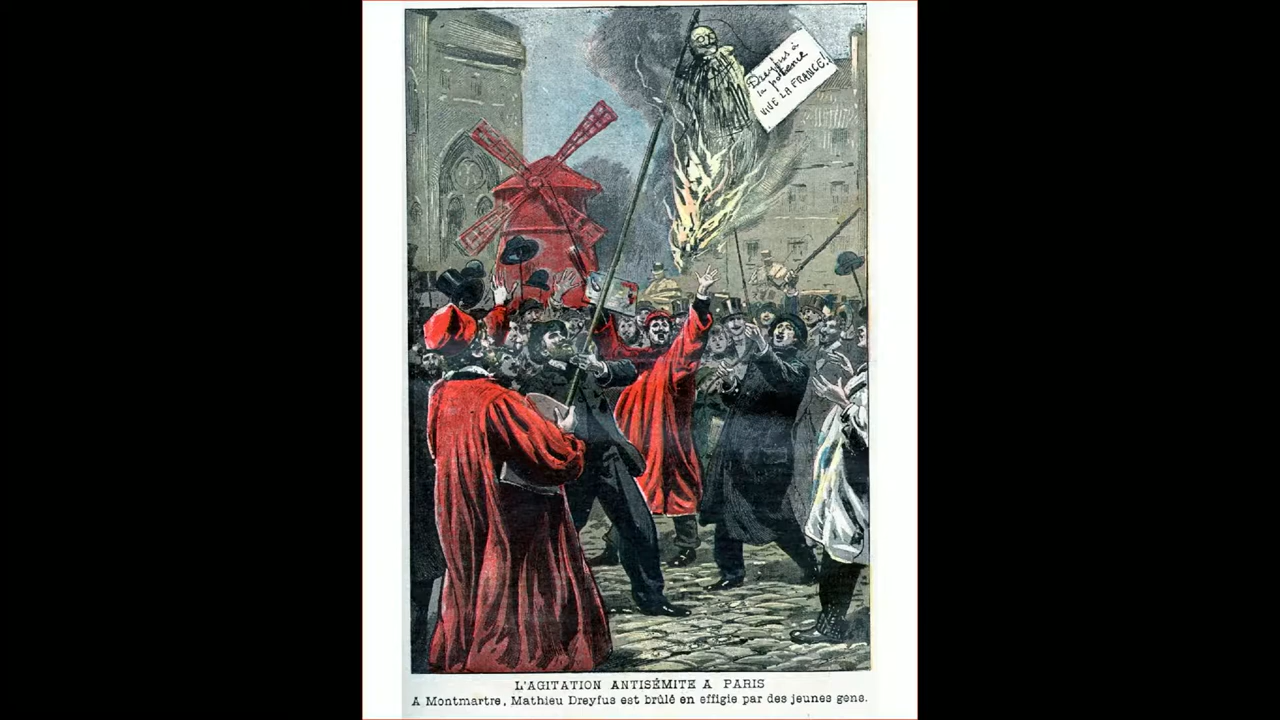 Dreyfus à
la potence
VIVE LA FRANCE!
L'AGITATION ANTISÉMITE A PARIS
A Montmartre, Mathieu Dreyfus est brûlé en effigie par des jeunes gens.